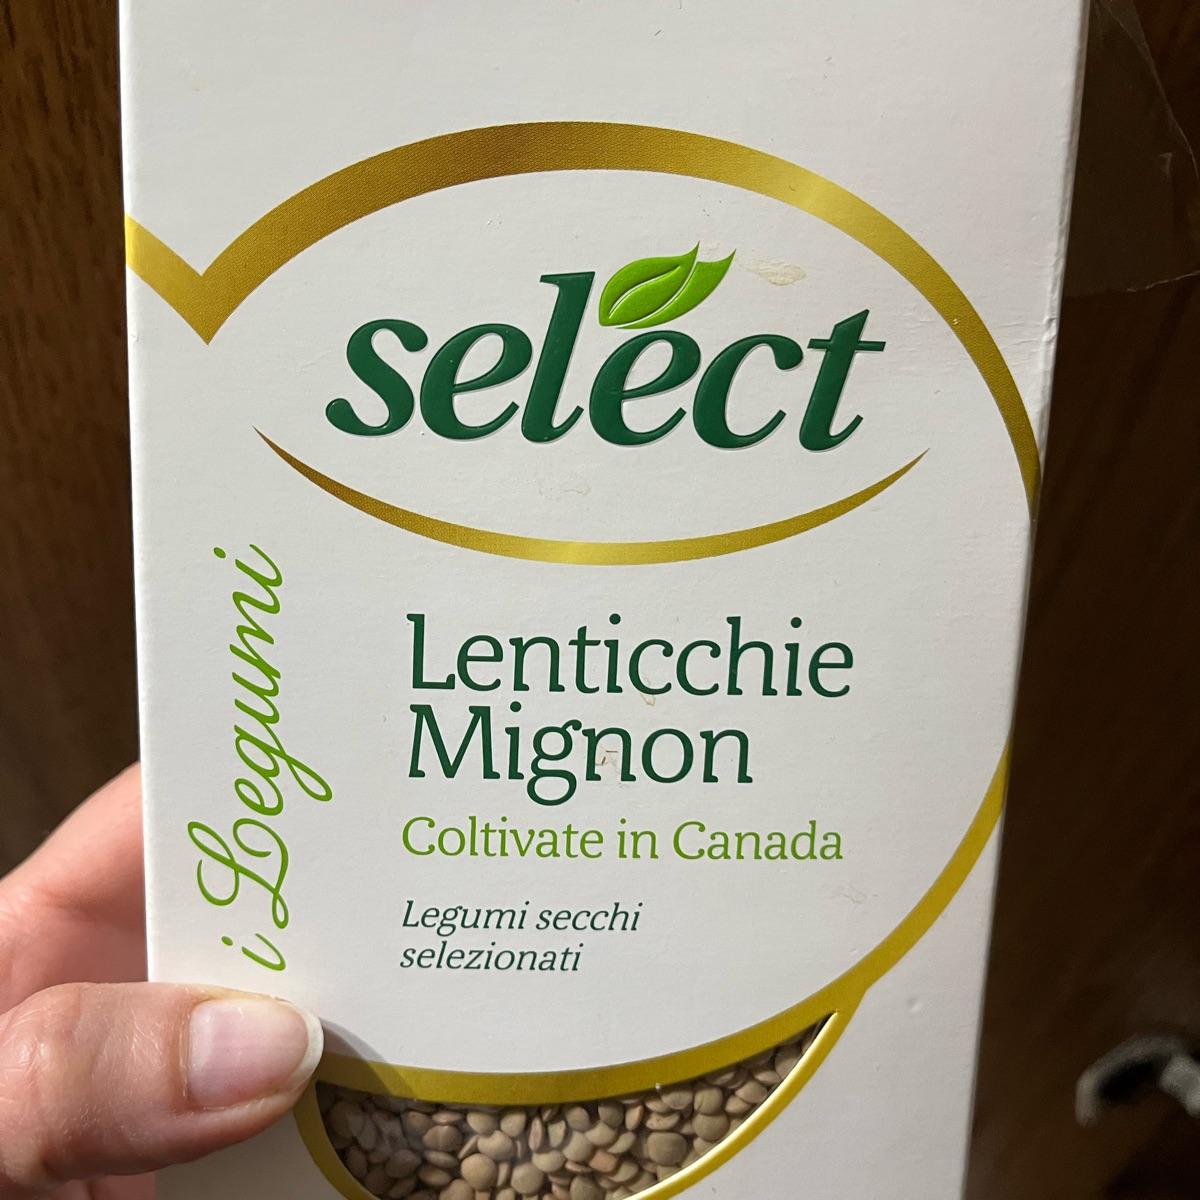 select
i Legumi
Lenticchie
Mignon
Coltivate in Canada
Legumi secchi
selezionati